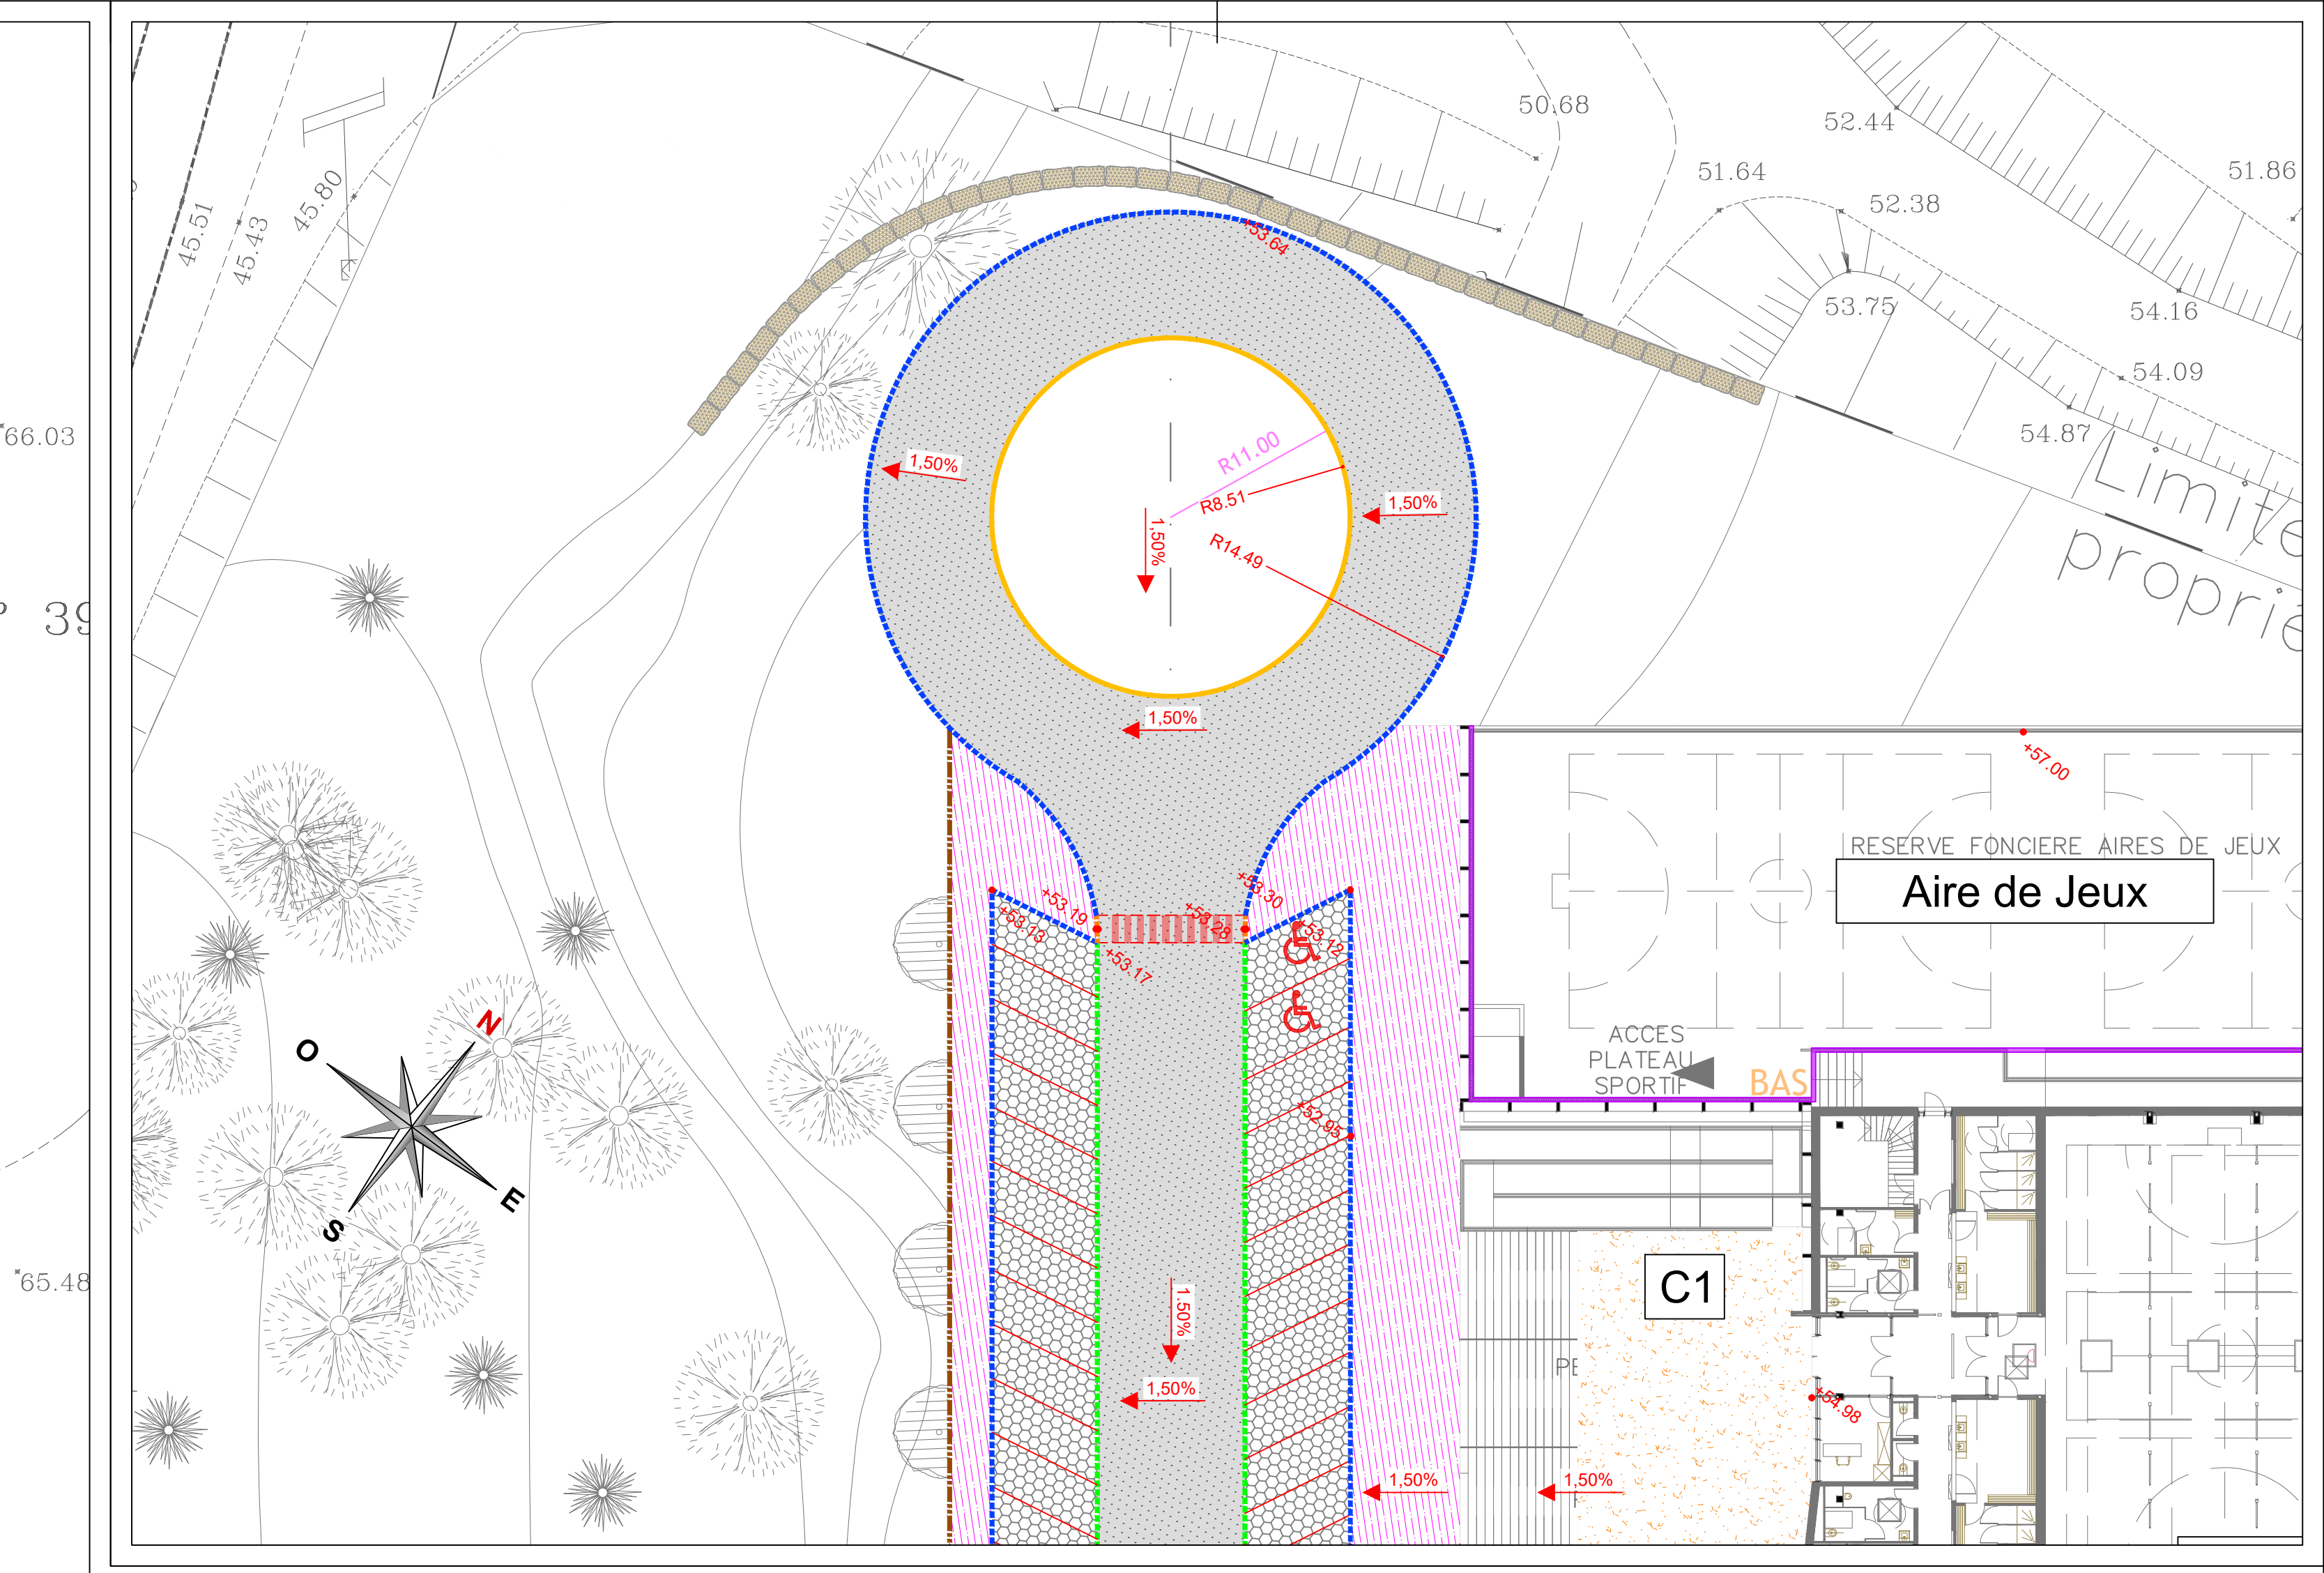 50.68
52.44
51.86
51.64
52.38
45.51
45.43
45.80
+53.64
53.75
54.16
54.09
54.87
66.03
R11.00
1,50%
R8.51
1,50%
1,50%
R14.49
Limite
proprié
39
1,50%
+57.00
RESERVE FONCIERE AIRES DE JEUX
Aire de Jeux
+53.30
+53.19
+53.28
+53.13
+53.12
+53.17
N
O
E
S
ACCES
PLATEAU
SPORTIF
BAS
+52.95
65.48
C1
1.50%
PE
1,50%
+54.98
1,50%
1,50%